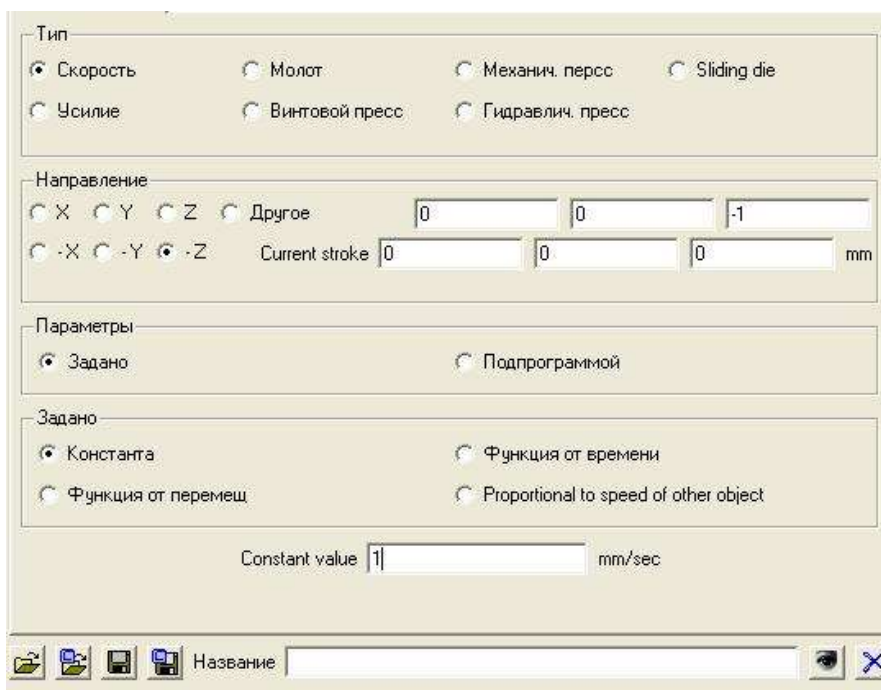 Тип
Скорость Молот Механич. персс Sliding die
Усилие Винтовой пресс Гидравлич. пресс
Направление
X Y Z Другое 0 0 -1
-X -Y -Z Current stroke 0 0 0 mm
Параметры
Задано Подпрограммой
Задано
Константа Функция от времени
Функция от перемещ Proportional to speed of other object
Constant value 1 mm/sec
Название